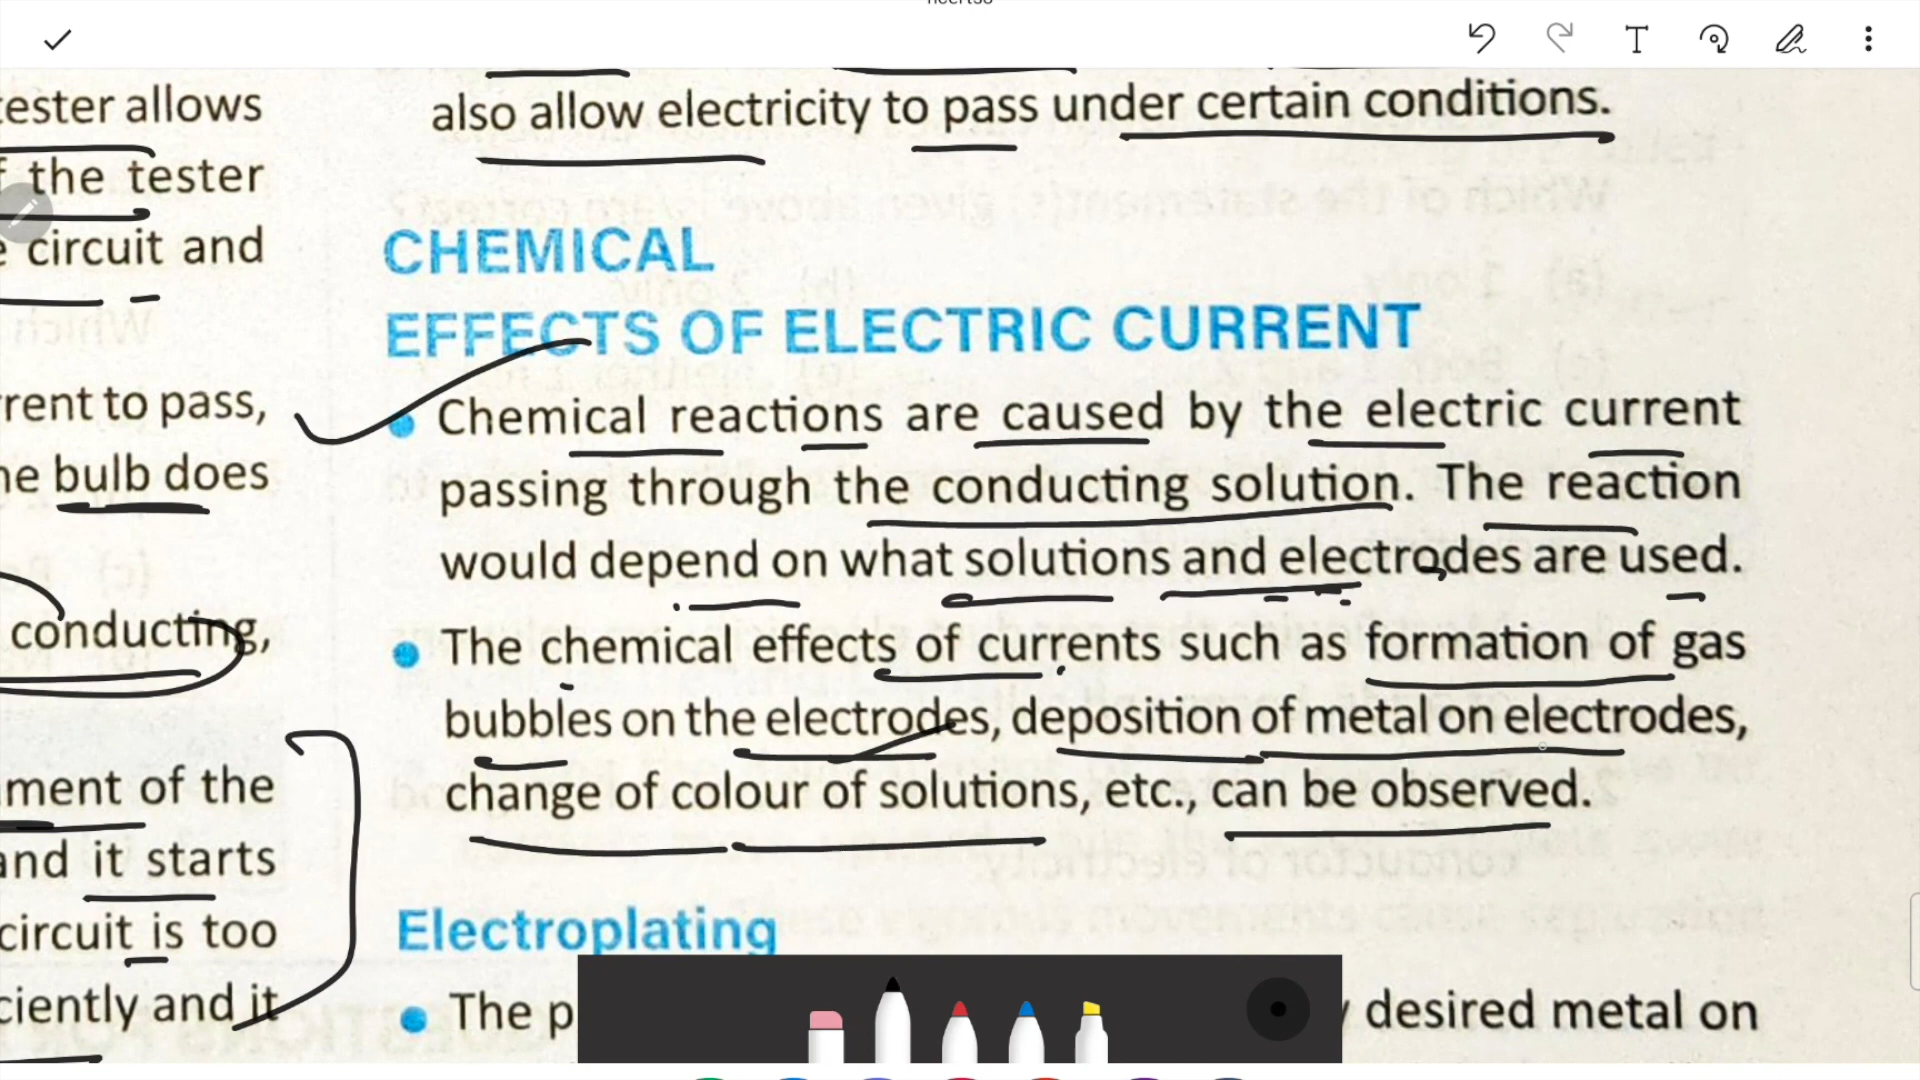 also allow electricity to pass under certain conditions.
tester allows
the tester
circuit and
rent to pass,
bulb does
conducting,
ment of the
and it starts
circuit is too
ciently and it
CHEMICAL
EFFECTS OF ELECTRIC CURRENT
Chemical reactions are caused by the electric current
passing through the conducting solution. The reaction
would depend on what solutions and electrodes are used.
The chemical effects of currents such as formation of gas
bubbles on the electrodes, deposition of metal on electrodes,
change of colour of solutions, etc., can be observed.
Electroplating
The p
desired metal on